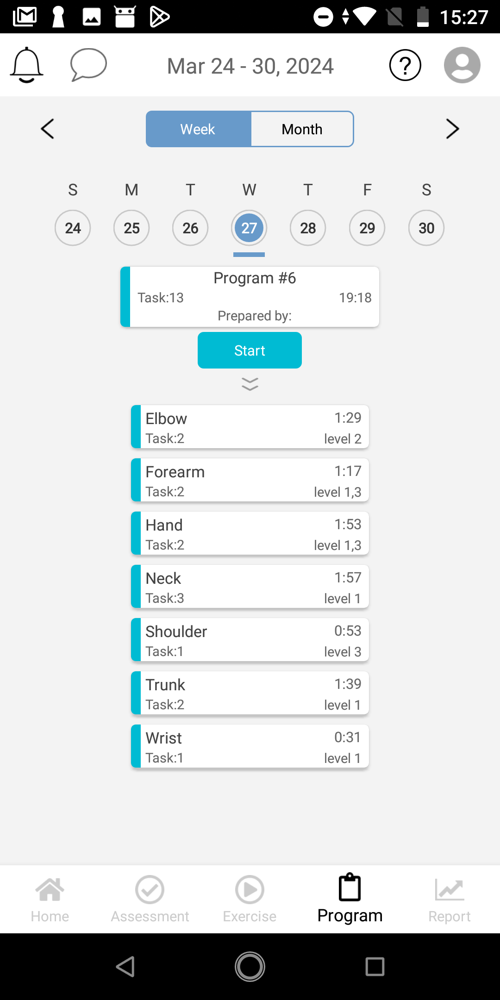 15:27
Mar 24 - 30, 2024
?
Week
Month
S M T W T F S
24 25 26 27 28 29 30
Program #6
Task:13 19:18
Prepared by:
Start
Elbow 1:29
Task:2 level 2
Forearm 1:17
Task:2 level 1,3
Hand 1:53
Task:2 level 1,3
Neck 1:57
Task:3 level 1
Shoulder 0:53
Task:1 level 3
Trunk 1:39
Task:2 level 1
Wrist 0:31
Task:1 level 1
Home Assessment Exercise Program Report